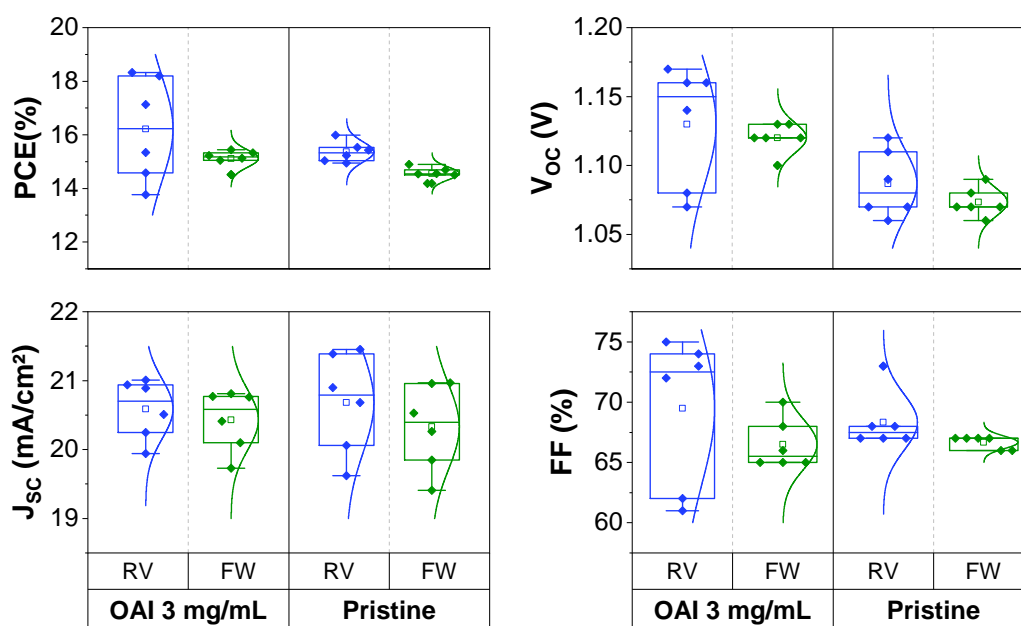 PCE(%)
20
18
16
14
12
V_OC (V)
1.20
1.15
1.10
1.05
J_SC (mA/cm²)
22
21
20
19
FF (%)
75
70
65
60
RV FW RV FW
OAI 3 mg/mL Pristine
RV FW RV FW
OAI 3 mg/mL Pristine